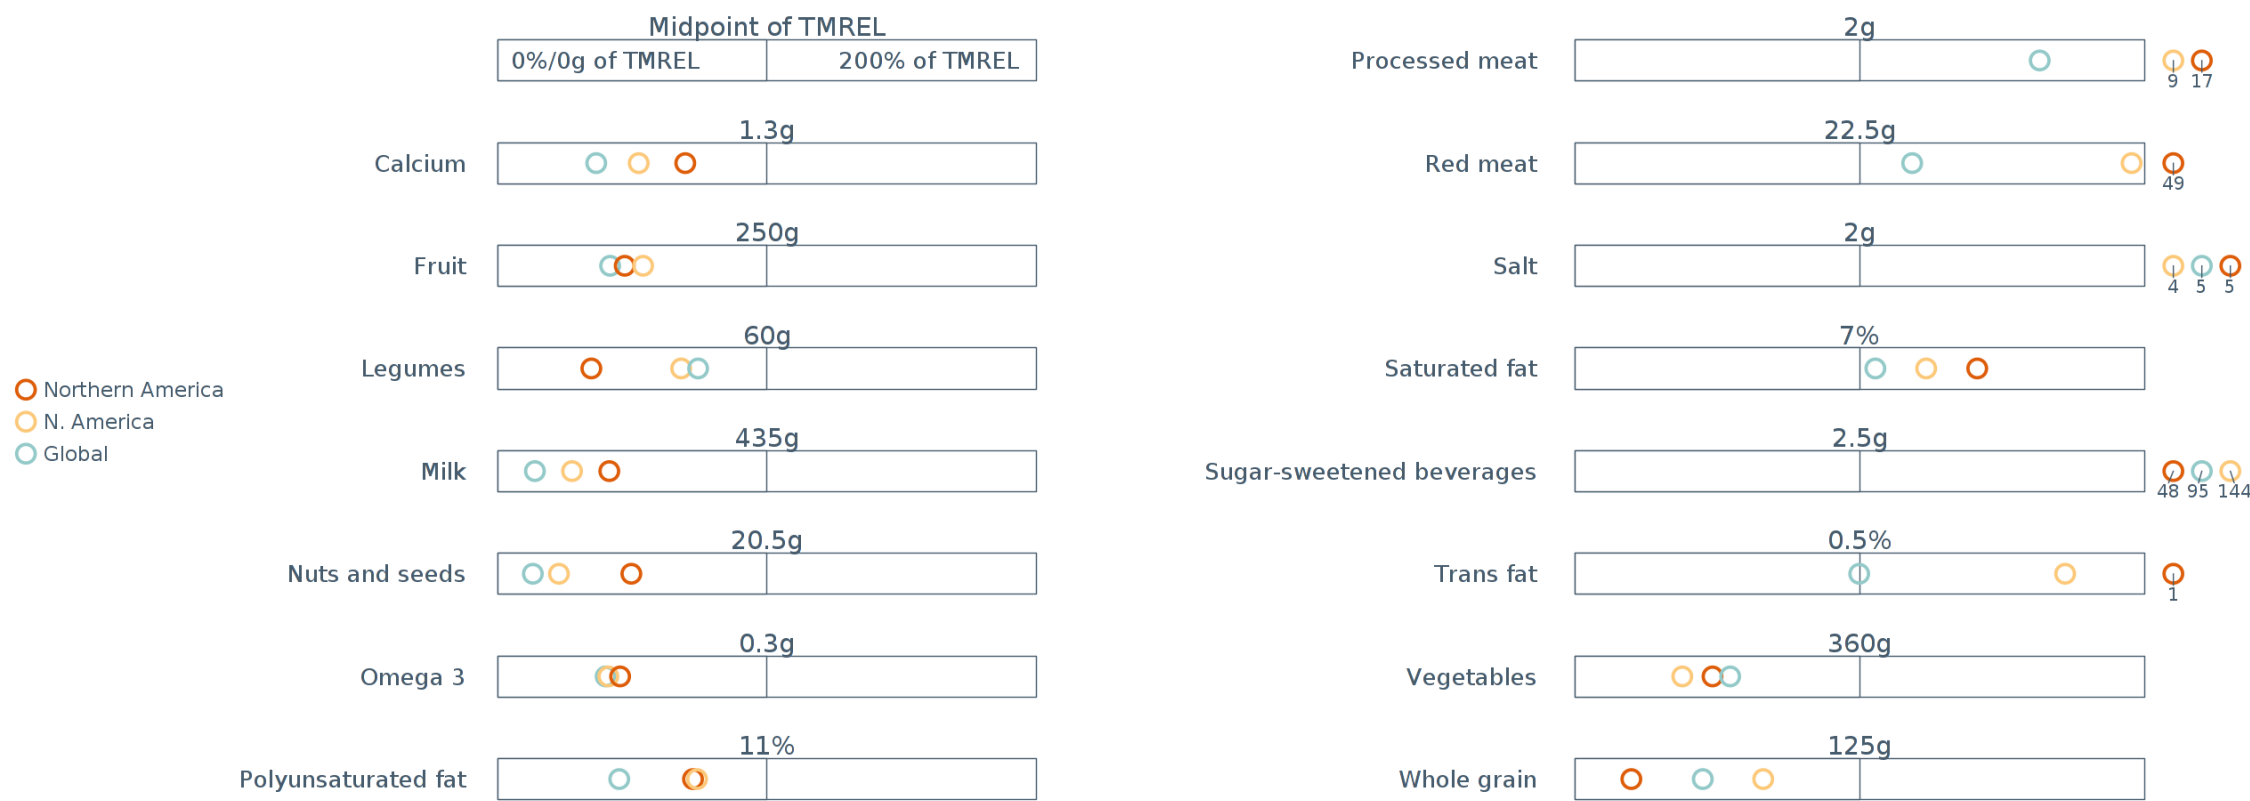 Midpoint of TMREL
0%/0g of TMREL 200% of TMREL
1.3g
Calcium
250g
Fruit
60g
Legumes
435g
Milk
20.5g
Nuts and seeds
0.3g
Omega 3
11%
Polyunsaturated fat
Northern America
N. America
Global
2g
Processed meat
9 17
22.5g
Red meat
49
2g
Salt
4 5 5
7%
Saturated fat
2.5g
Sugar-sweetened beverages
48 95 144
0.5%
Trans fat
1
360g
Vegetables
125g
Whole grain